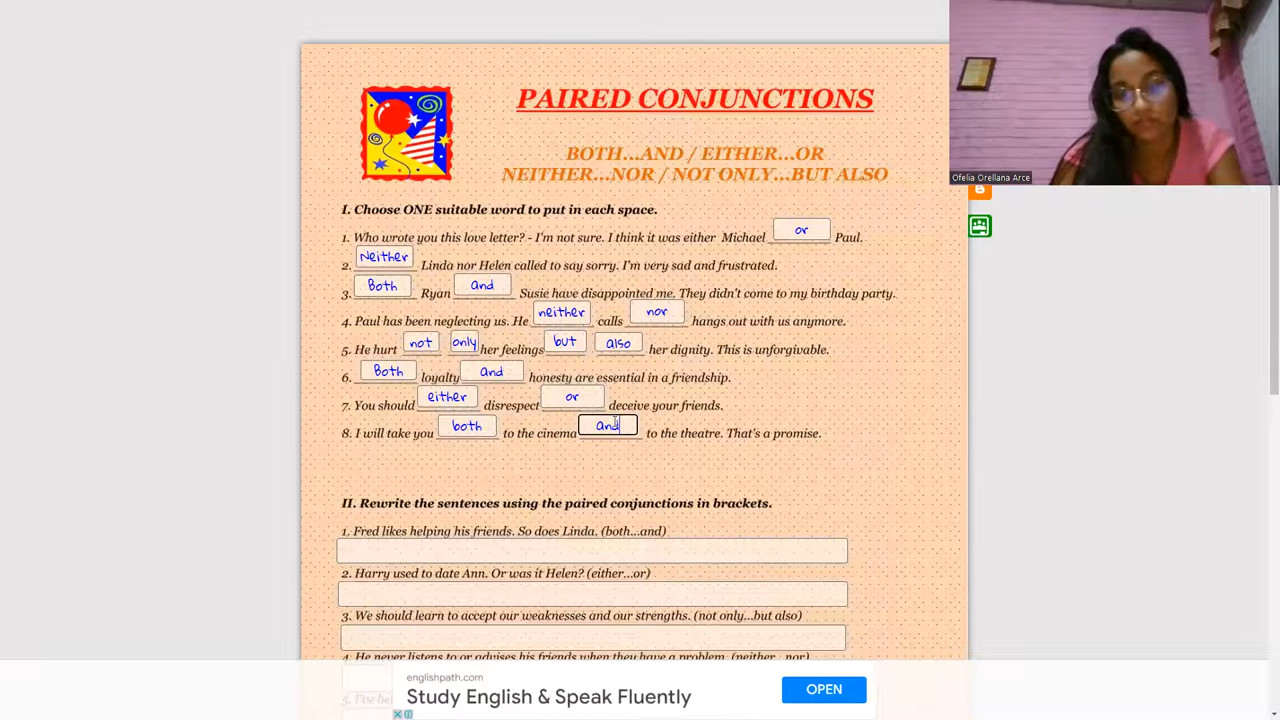 PAIRED CONJUNCTIONS
BOTH...AND / EITHER...OR
NEITHER...NOR / NOT ONLY...BUT ALSO
Ofelia Orellana Arce
I. Choose ONE suitable word to put in each space.
1. Who wrote you this love letter? - I'm not sure. I think it was either Michael or Paul.
2. Neither Linda nor Helen called to say sorry. I'm very sad and frustrated.
3. Both Ryan and Susie have disappointed me. They didn't come to my birthday party.
4. Paul has been neglecting us. He neither calls nor hangs out with us anymore.
5. He hurt not only her feelings but also her dignity. This is unforgivable.
6. Both loyalty and honesty are essential in a friendship.
7. You should either disrespect or deceive your friends.
8. I will take you both to the cinema and to the theatre. That's a promise.
II. Rewrite the sentences using the paired conjunctions in brackets.
1. Fred likes helping his friends. So does Linda. (both...and)
2. Harry used to date Ann. Or was it Helen? (either...or)
3. We should learn to accept our weaknesses and our strengths. (not only...but also)
4. He never listens to or advises his friends when they have a problem. (neither...nor)
englishpath.com
Study English & Speak Fluently
OPEN